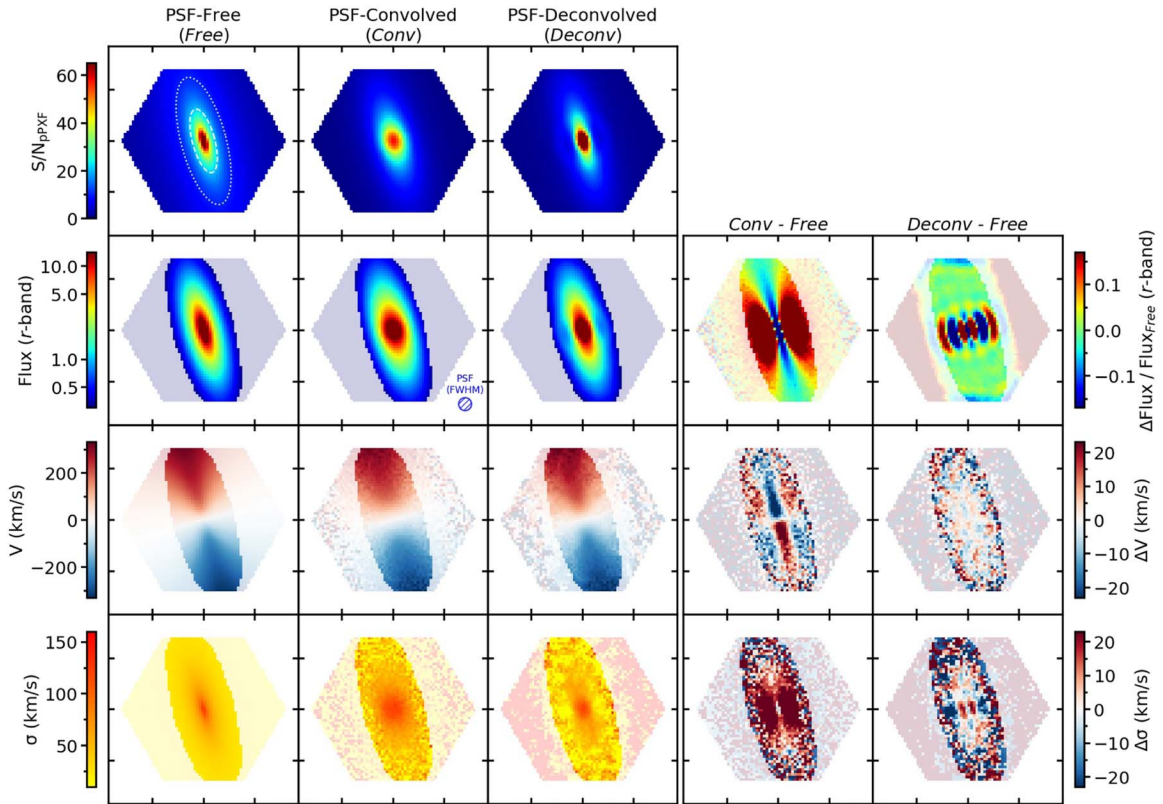 PSF-Free
(Free)
PSF-Convolved
(Conv)
PSF-Deconvolved
(Deconv)
60
40
20
0
S/NpPXF
Conv - Free
Deconv - Free
10.0
5.0
1.0
0.5
Flux (r-band)
PSF
(FWHM)
0.1
0.0
−0.1
ΔFlux / FluxFree (r-band)
200
0
−200
V (km/s)
20
10
0
−10
−20
ΔV (km/s)
150
100
50
σ (km/s)
20
10
0
−10
−20
Δσ (km/s)